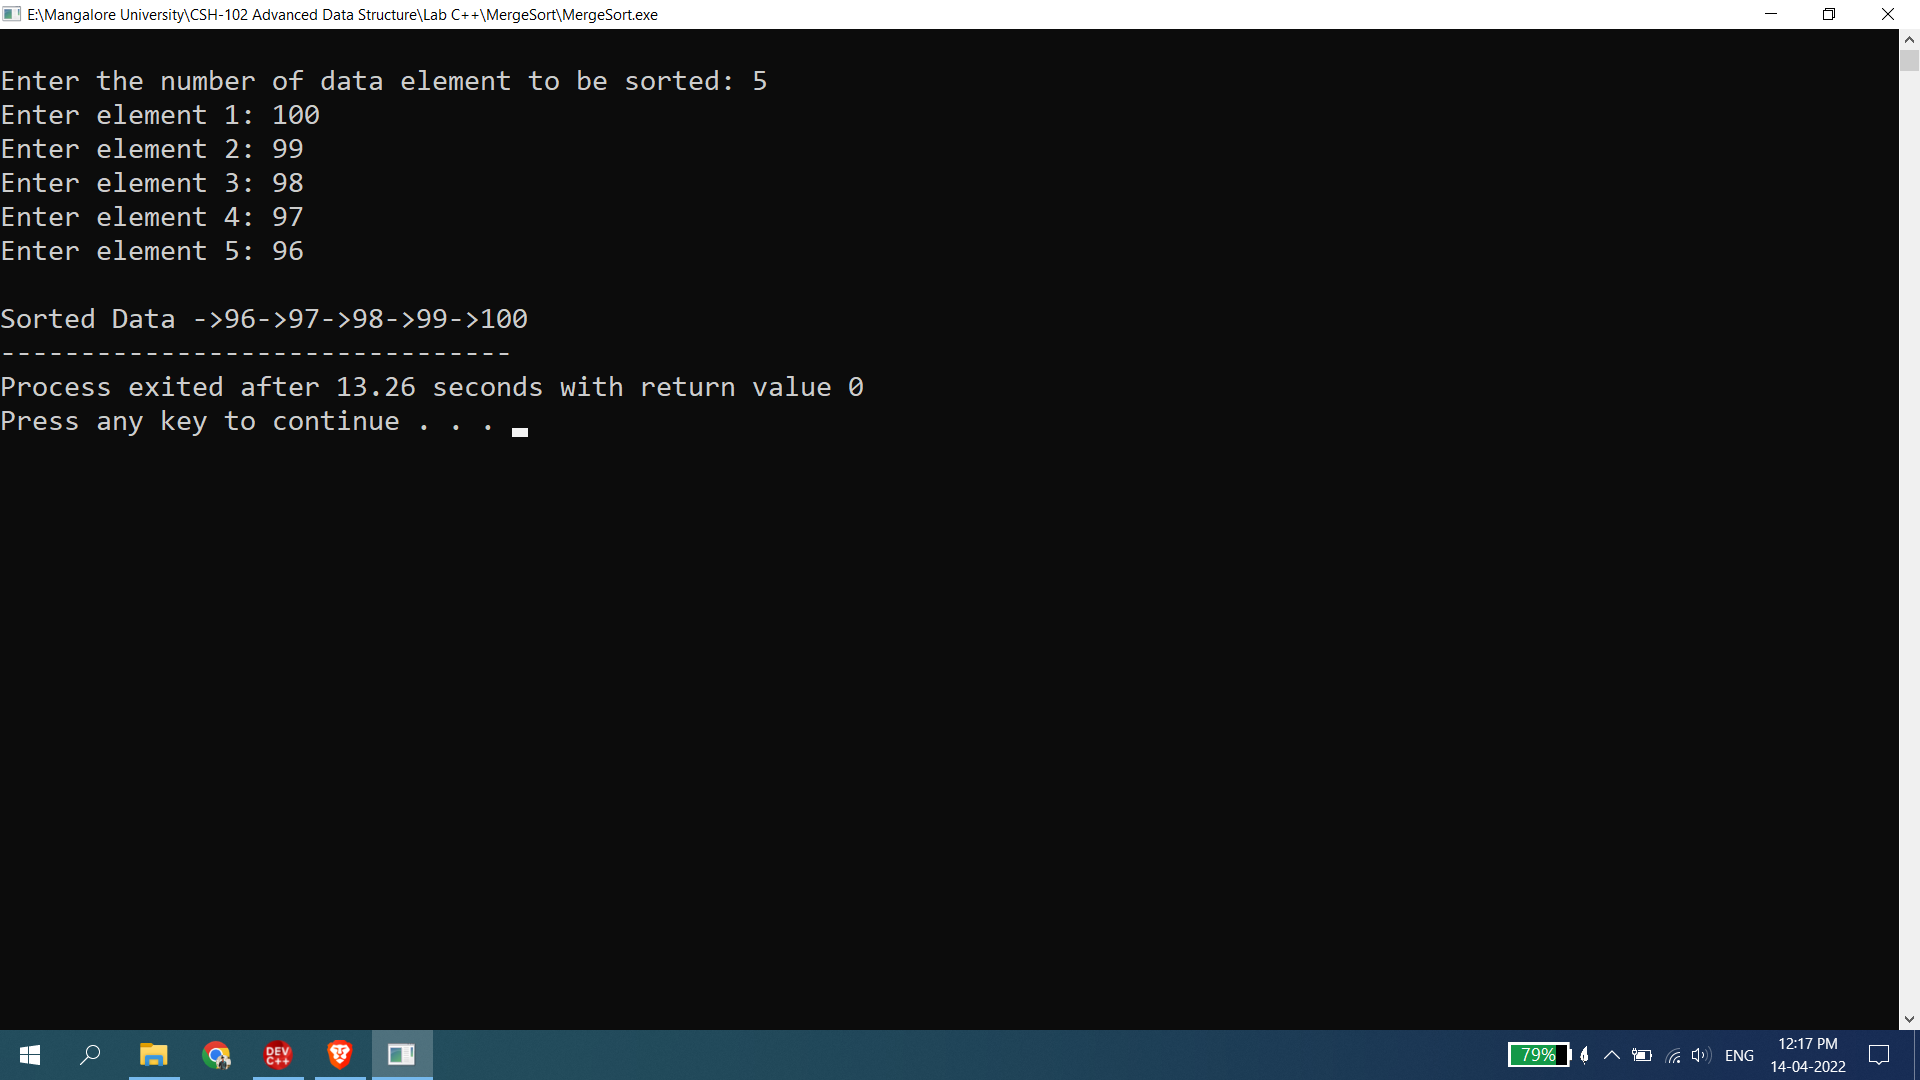 E:\Mangalore University\CSH-102 Advanced Data Structure\Lab C++\MergeSort\MergeSort.exe
Enter the number of data element to be sorted: 5
Enter element 1: 100
Enter element 2: 99
Enter element 3: 98
Enter element 4: 97
Enter element 5: 96
Sorted Data ->96->97->98->99->100
--------------------------------
Process exited after 13.26 seconds with return value 0
Press any key to continue . . .
DEV
C++
79%
ENG
12:17 PM
14-04-2022